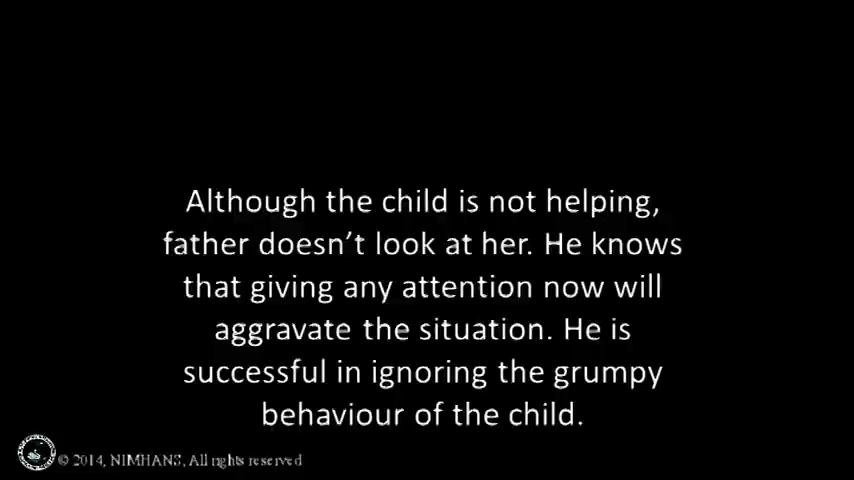 Although the child is not helping,
father doesn’t look at her. He knows
that giving any attention now will
aggravate the situation. He is
successful in ignoring the grumpy
behaviour of the child.
© 2014, NIMHANS, All rights reserved